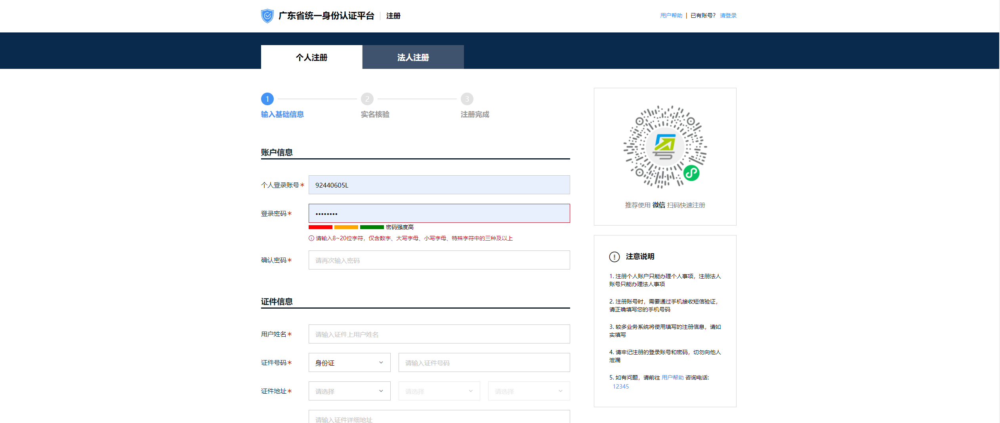 广东省统一身份认证平台 注册
用户帮助 | 已有账号? 请登录
个人注册 法人注册
1 2 3
输入基础信息 实名核验 注册完成
账户信息
个人登录账号* 92440605L
登录密码* ••••••••
密码强度高
请输入8~20位字符，仅含数字、大写字母、小写字母、特殊字符中的三种及以上
确认密码* 请再次输入密码
证件信息
用户姓名* 请输入证件上用户姓名
证件号码* 身份证 请输入证件号码
证件地址* 请选择 请选择 请选择
请输入证件详细地址
推荐使用 微信 扫码快速注册
注意说明
1. 注册个人账户只能办理个人事项，注册法人
账号只能办理法人事项
2. 注册账号时，需要通过手机接收短信验证，
请正确填写您的手机号码
3. 较多业务系统将使用填写的注册信息，请如
实填写
4. 请牢记注册的登录账号和密码，切勿向他人
泄漏
5. 如有问题，请前往 用户帮助 咨询电话:
12345